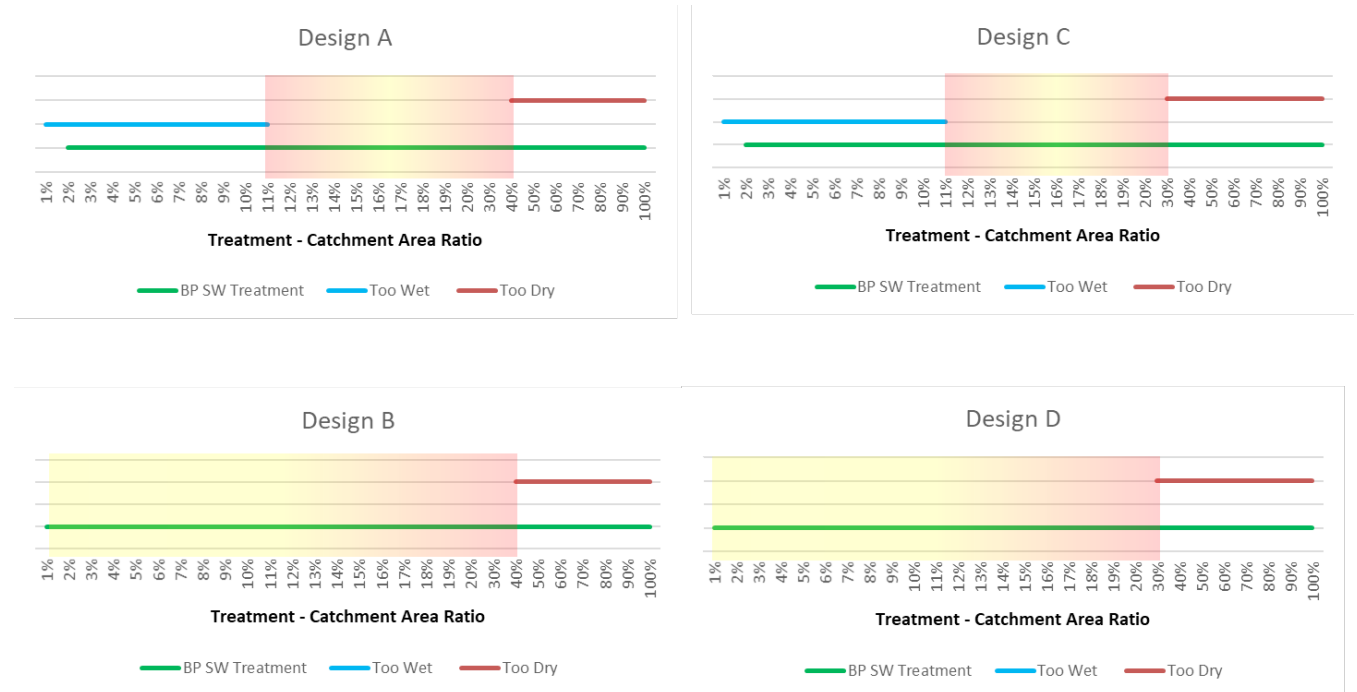 Design A
1% 2% 3% 4% 5% 6% 7% 8% 9% 10% 11% 12% 13% 14% 15% 16% 17% 18% 19% 20% 30% 40% 50% 60% 70% 80% 90% 100%
Treatment - Catchment Area Ratio
BP SW Treatment Too Wet Too Dry
Design C
1% 2% 3% 4% 5% 6% 7% 8% 9% 10% 11% 12% 13% 14% 15% 16% 17% 18% 19% 20% 30% 40% 50% 60% 70% 80% 90% 100%
Treatment - Catchment Area Ratio
BP SW Treatment Too Wet Too Dry
Design B
1% 2% 3% 4% 5% 6% 7% 8% 9% 10% 11% 12% 13% 14% 15% 16% 17% 18% 19% 20% 30% 40% 50% 60% 70% 80% 90% 100%
Treatment - Catchment Area Ratio
BP SW Treatment Too Wet Too Dry
Design D
1% 2% 3% 4% 5% 6% 7% 8% 9% 10% 11% 12% 13% 14% 15% 16% 17% 18% 19% 20% 30% 40% 50% 60% 70% 80% 90% 100%
Treatment - Catchment Area Ratio
BP SW Treatment Too Wet Too Dry